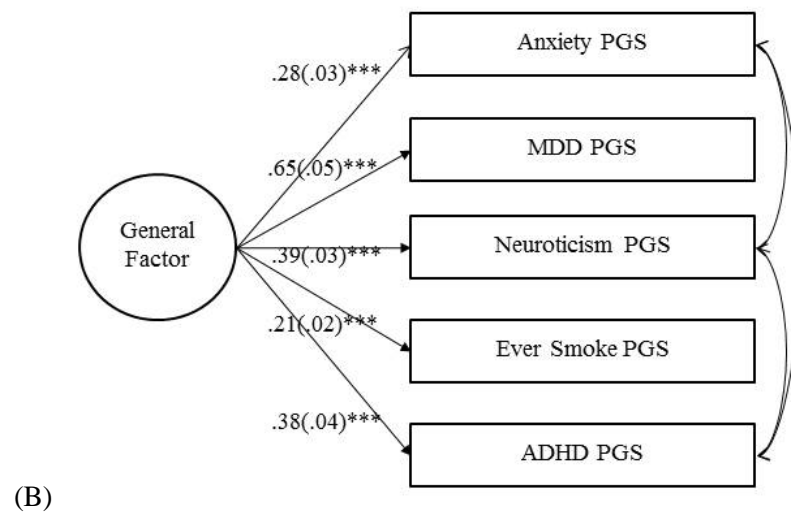 Anxiety PGS
.28(.03)***
MDD PGS
.65(.05)***
General
Factor
Neuroticism PGS
.39(.03)***
.21(.02)***
Ever Smoke PGS
.38(.04)***
ADHD PGS
(B)